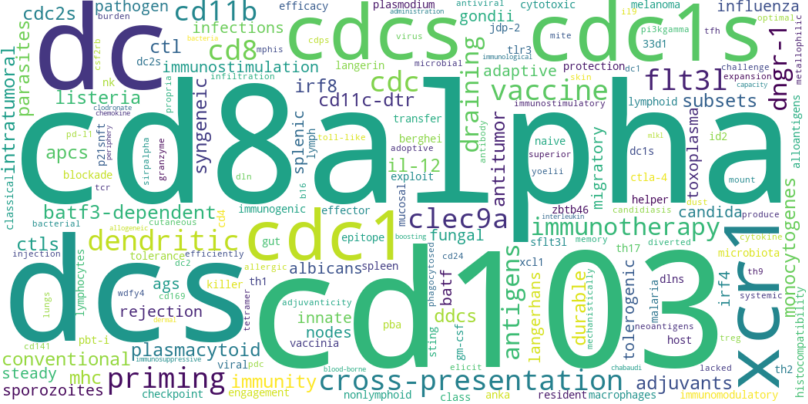 pathogen
burden
cd11b
efficacy
plasmodium
administration
antiviral
cytotoxic
il9
melanoma
influenza
cdc2s
parasites
dc
csf2rb
bacteria
infections
cdcs
cdps
virus
gondii
mite
cdc1s
pi3kgamma
tfh
optimal
metallophilic
ctl
cd8
mphis
jdp-2
33d1
dc2s
nk
immunostimulation
langerin
microbial
tlr3
immunological
adaptive
skin
protection
dc1
challenge
expansion
capacity
dngr-1
intratumoral
listeria
infiltration
propria
irf8
cdc
draining
vaccine
flt3l
cd11c-dtr
immunostimulatory
lymphoid
subsets
clodronate
chemokine
syngeneic
cd8alpha
transfer
antibody
alloantigens
pd-l1
p21snft
periphery
sirpalpha
granzyme
splenic
lymph
toll-like
berghei
naive
id2
mlkl
toxoplasma
apcs
blockade
tcr
dln
b16
adoptive
il-12
exploit
antitumor
superior
yoelii
migratory
dc1s
ctla-4
mount
classical
mucosal
helper
dust
batf3-dependent
immunogenic
effector
clec9a
zbtb46
candidiasis
candida
produce
bacterial
cutaneous
cd4
interleukin
immunotherapy
cytokine
monocytogenes
ctls
allogeneic
dendritic
cdc1
epitope
boosting
fungal
sflt3l
memory
diverted
xcr1
microbiota
dcs
injection
efficiently
tolerance
dc2
gut
cd24
th17
th9
lymphocytes
allergic
albicans
spleen
phagocytosed
batf
xcl1
antigens
cd103
tolerogenic
dlns
irf4
systemic
lungs
wdfy4
ags
cd169
killer
th1
tetramer
adjuvanticity
innate
pba
ddcs
langerhans
durable
mechanistically
malaria
neoantigens
rejection
nodes
sting
gm-csf
host
treg
cd141
pbt-i
plasmacytoid
vaccinia
lacked
th2
conventional
immunosuppressive
viral
pdc
elicit
chabaudi
histocompatibility
steady
mhc
priming
immunity
blood-borne
cross-presentation
adjuvants
sporozoites
checkpoint
engagement
nonlymphoid
class
anka
resident
macrophages
immunomodulatory